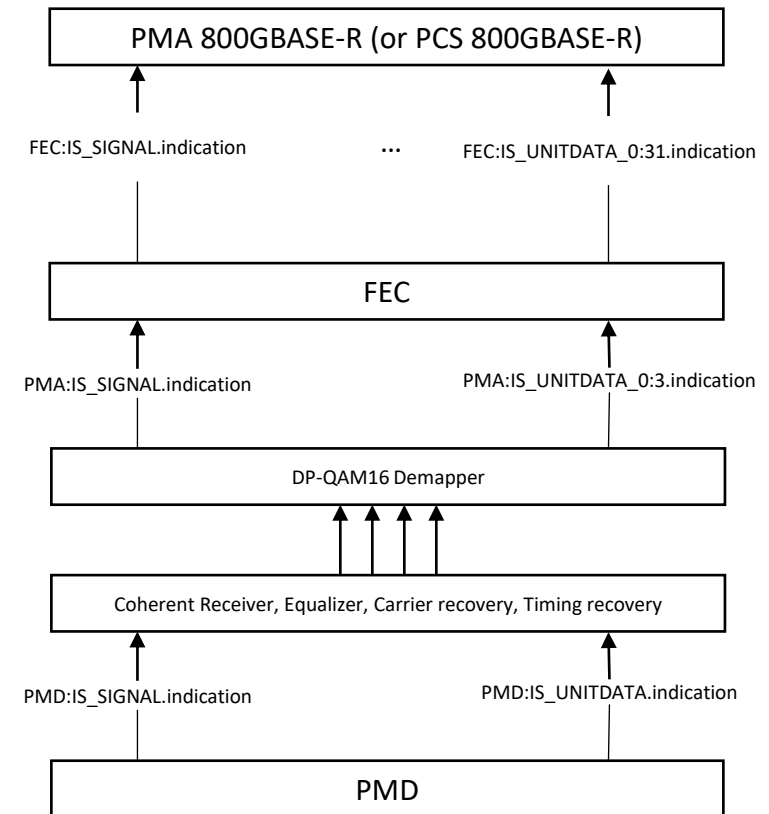 PMA 800GBASE-R (or PCS 800GBASE-R)
FEC:IS_SIGNAL.indication ... FEC:IS_UNITDATA_0:31.indication
FEC
PMA:IS_SIGNAL.indication PMA:IS_UNITDATA_0:3.indication
DP-QAM16 Demapper
Coherent Receiver, Equalizer, Carrier recovery, Timing recovery
PMD:IS_SIGNAL.indication PMD:IS_UNITDATA.indication
PMD